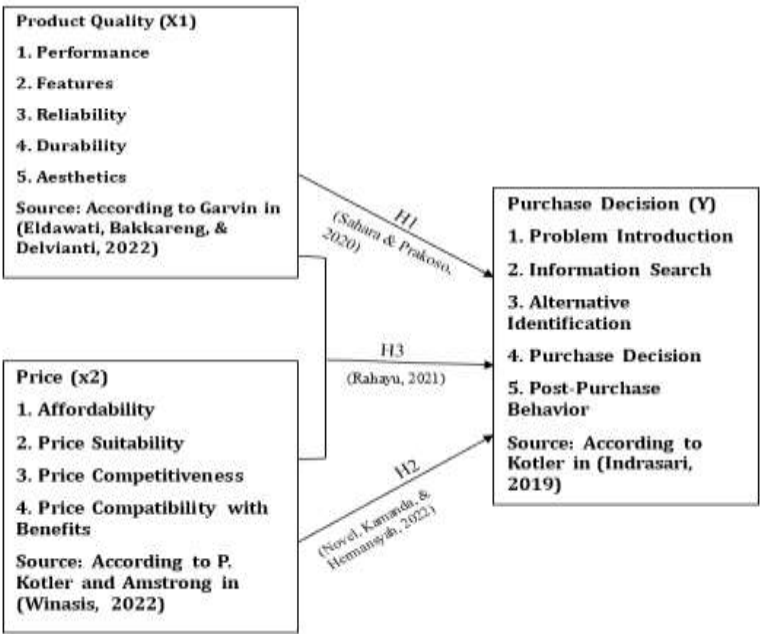 Product Quality (X1)
1. Performance
2. Features
3. Reliability
4. Durability
5. Aesthetics
Source: According to Garvin in
(Eldawati, Bakkareng, &
Delvianti, 2022)
H1
(Sahara & Prakoso,
2020)
H3
(Rahayu, 2021)
Price (x2)
1. Affordability
2. Price Suitability
3. Price Competitiveness
4. Price Compatibility with
Benefits
Source: According to P.
Kotler and Amstrong in
(Winasis, 2022)
H2
(Novel, Kamanda, &
Hermansyah, 2022)
Purchase Decision (Y)
1. Problem Introduction
2. Information Search
3. Alternative
Identification
4. Purchase Decision
5. Post-Purchase
Behavior
Source: According to
Kotler in (Indrasari,
2019)